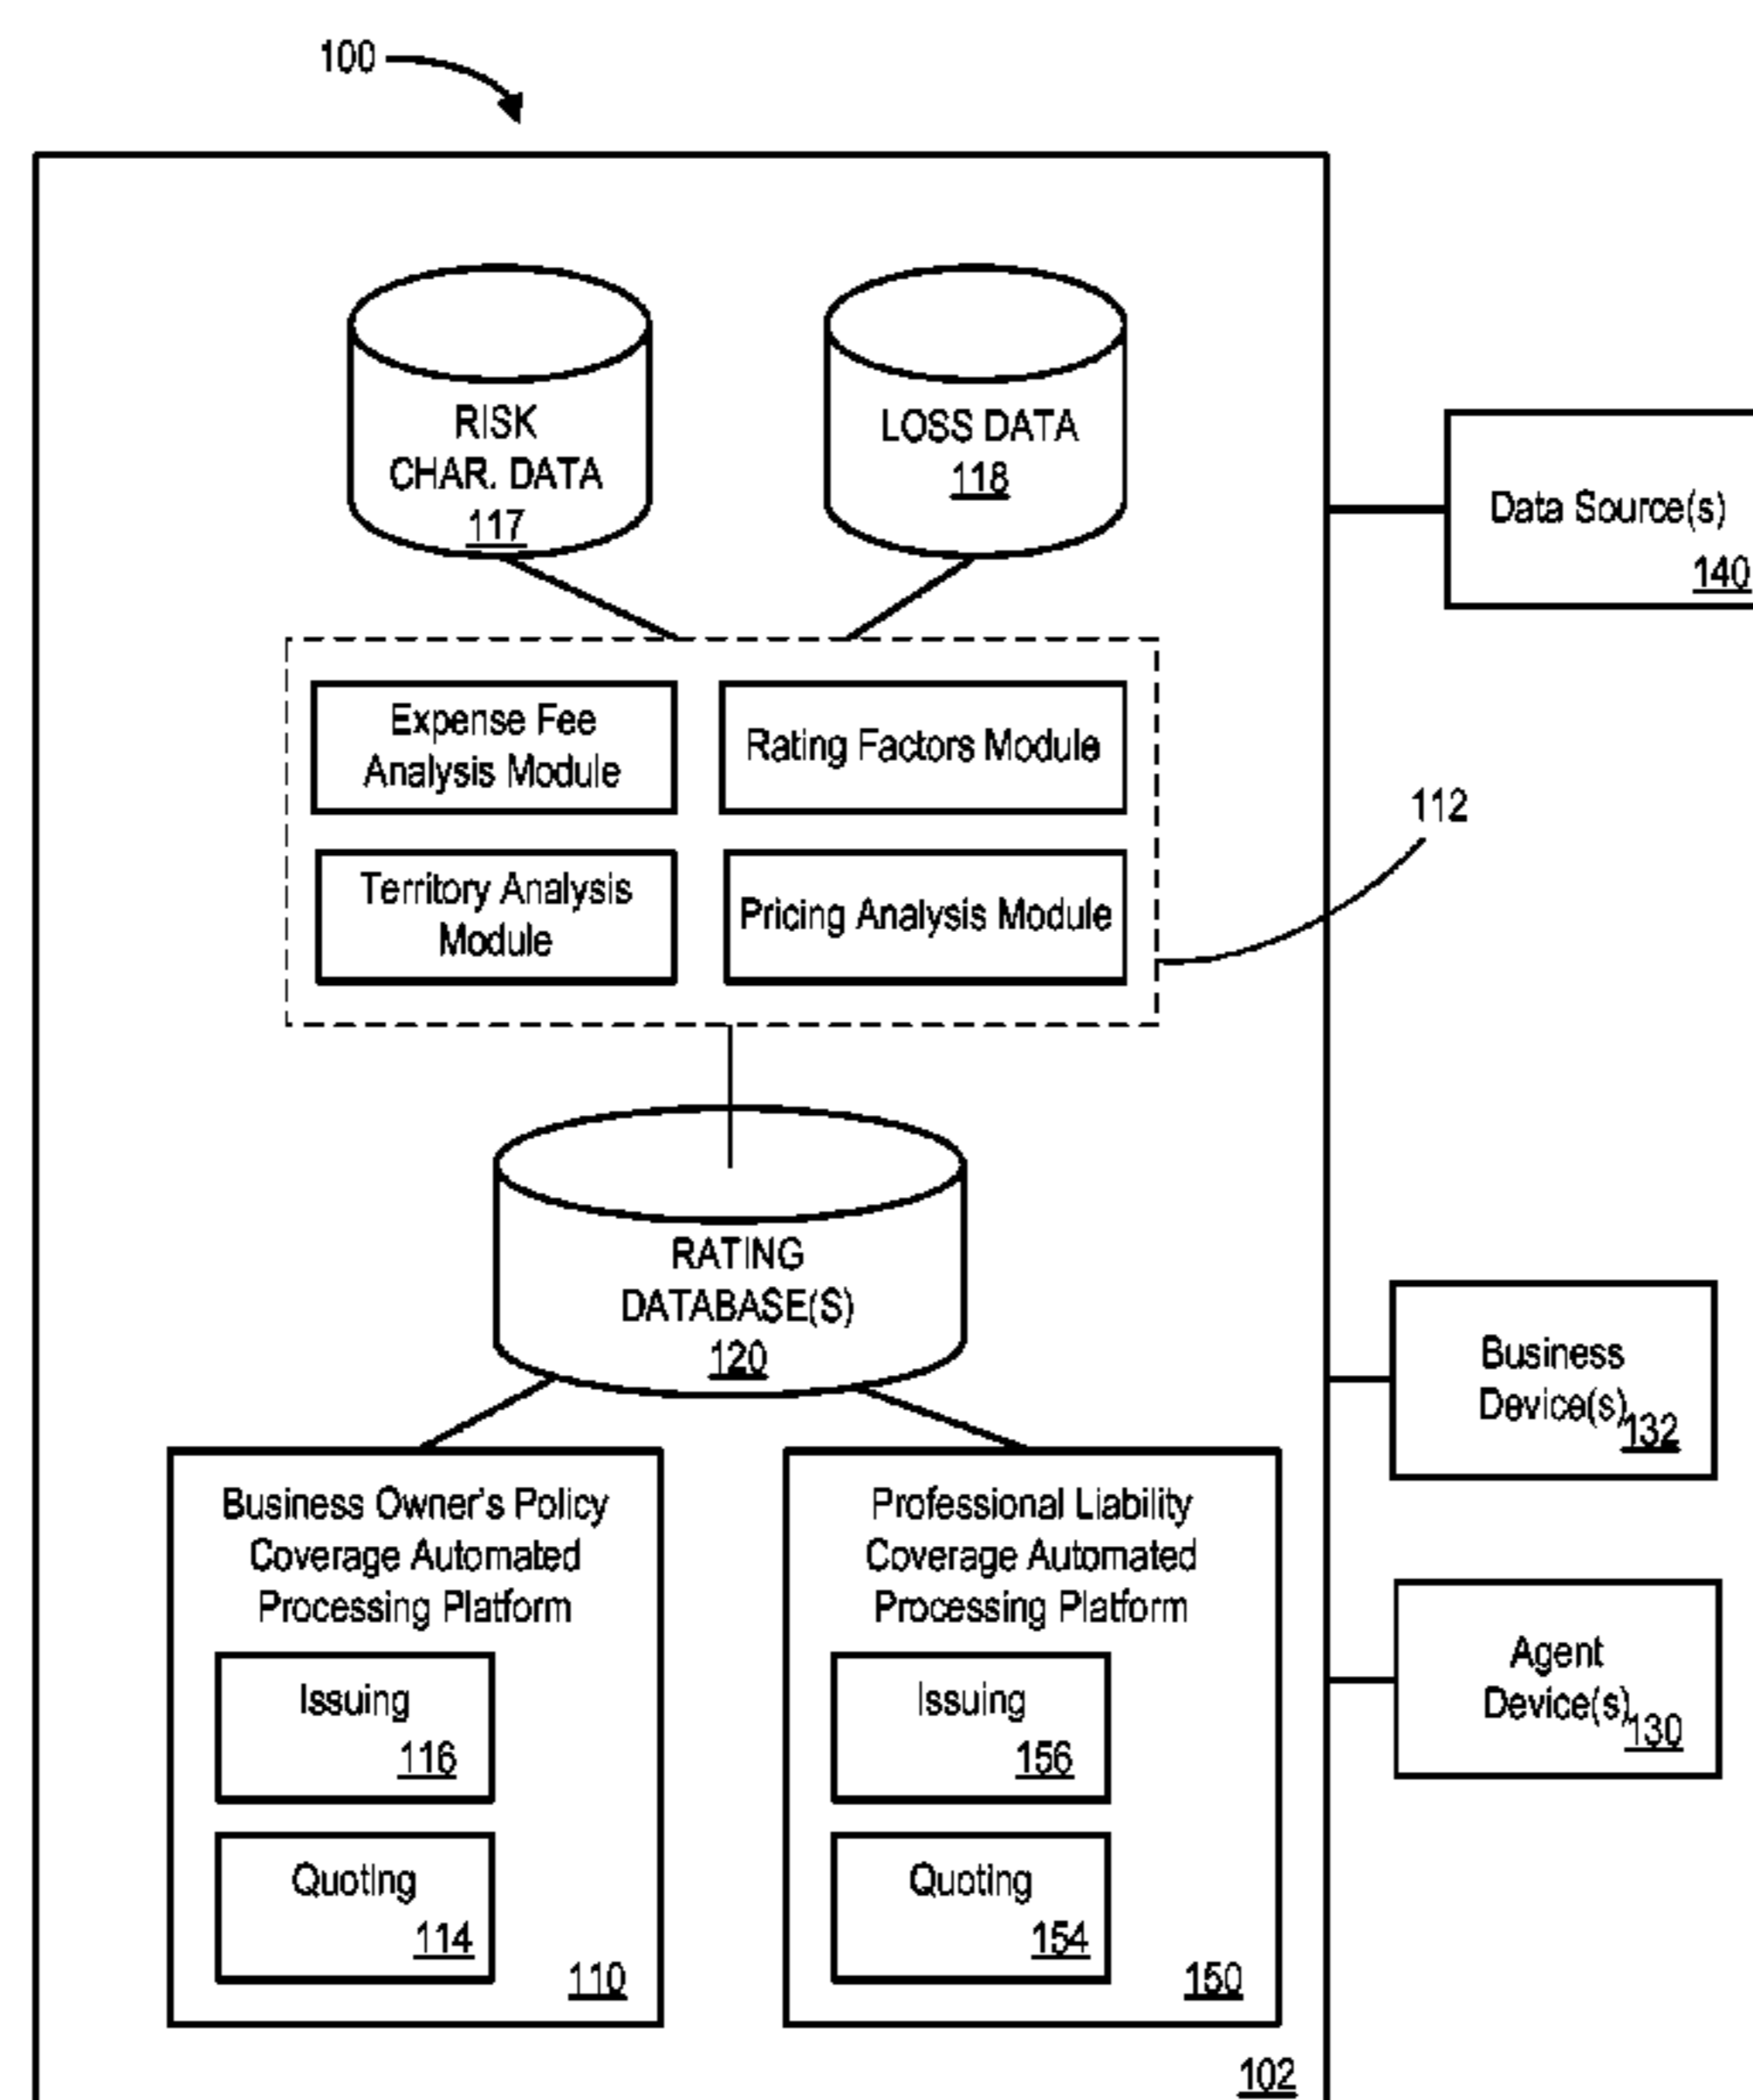 100
RISK
CHAR. DATA
117
LOSS DATA
118
Data Source(s)
140
Expense Fee
Analysis Module
Rating Factors Module
112
Territory Analysis
Module
Pricing Analysis Module
RATING
DATABASE(S)
120
Business
Device(s)
132
Business Owner's Policy
Coverage Automated
Processing Platform
Issuing
116
Quoting
114
110
Professional Liability
Coverage Automated
Processing Platform
Issuing
156
Quoting
154
150
Agent
Device(s)
130
102